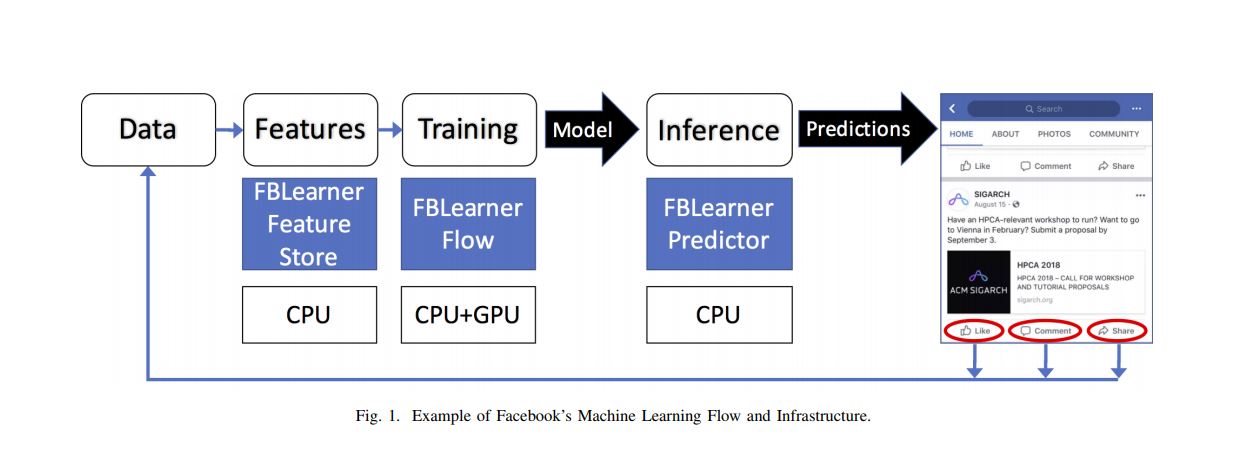 Data
Features
Training
Model
Inference
Predictions
FBLearner
Feature
Store
FBLearner
Flow
FBLearner
Predictor
CPU
CPU+GPU
CPU
Search
HOME ABOUT PHOTOS COMMUNITY
Like Comment Share
SIGARCH
August 15 ·
Have an HPCA-relevant workshop to run? Want to go
to Vienna in February? Submit a proposal by
September 3.
ACM SIGARCH
HPCA 2018
HPCA 2018 – CALL FOR WORKSHOP
AND TUTORIAL PROPOSALS
sigarch.org
Like Comment Share
Fig. 1. Example of Facebook's Machine Learning Flow and Infrastructure.